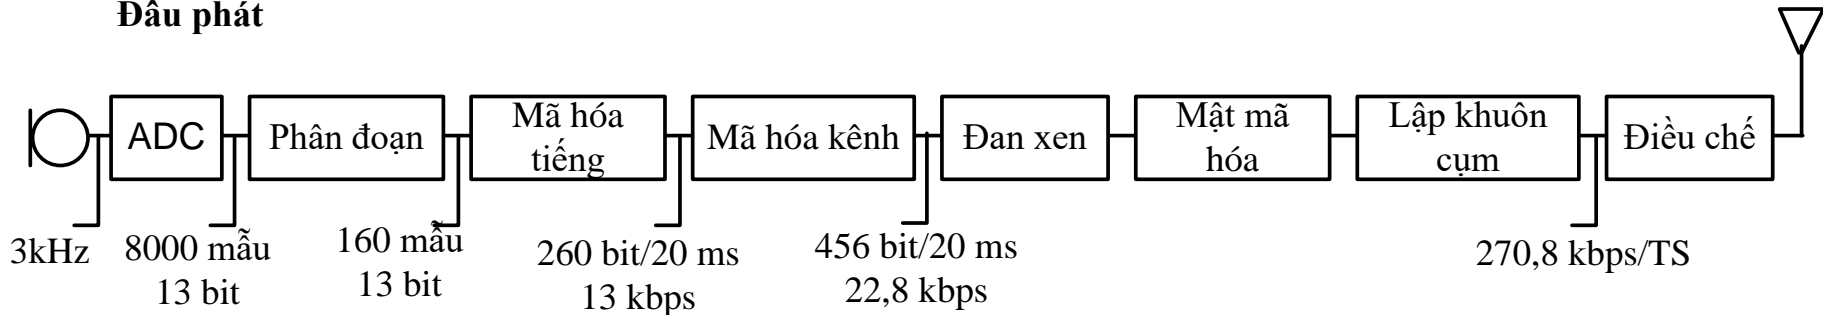 Đầu phát
ADC
Phân đoạn
Mã hóa
tiếng
Mã hóa kênh
Đan xen
Mật mã
hóa
Lập khuôn
cụm
Điều chế
3kHz
8000 mẫu
13 bit
160 mẫu
13 bit
260 bit/20 ms
13 kbps
456 bit/20 ms
22,8 kbps
270,8 kbps/TS